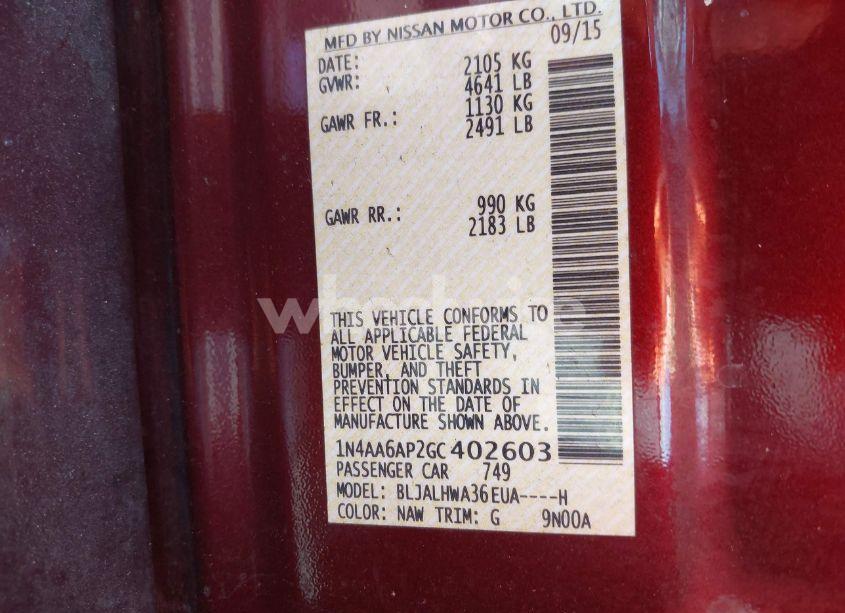 MFD BY NISSAN MOTOR CO., LTD.
DATE: 09/15
GVWR: 2105 KG
4641 LB
GAWR FR.: 1130 KG
2491 LB
GAWR RR.: 990 KG
2183 LB
THIS VEHICLE CONFORMS TO
ALL APPLICABLE FEDERAL
MOTOR VEHICLE SAFETY,
BUMPER, AND THEFT
PREVENTION STANDARDS IN
EFFECT ON THE DATE OF
MANUFACTURE SHOWN ABOVE.
1N4AA6AP2GC402603
PASSENGER CAR 749
MODEL: BLJALHWA36EUA----H
COLOR: NAW TRIM: G 9N00A